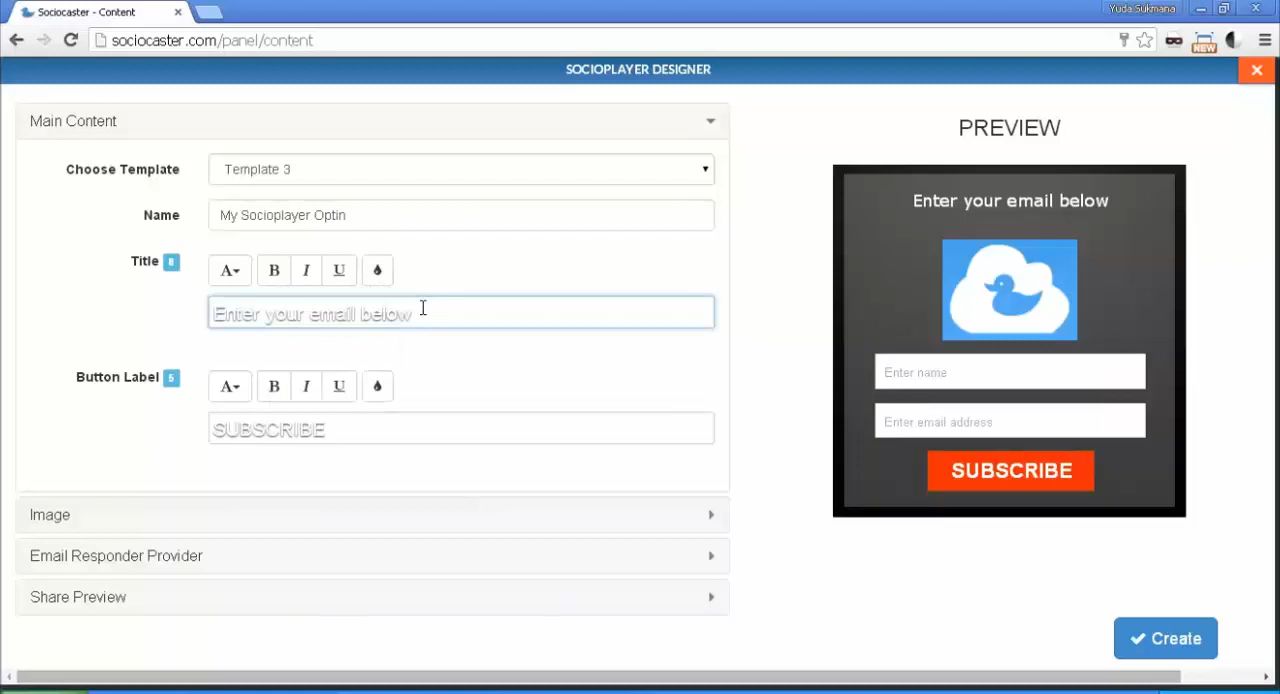 Sociocaster - Content
Yuda Sukmana
sociocaster.com/panel/content
NEW
SOCIOPLAYER DESIGNER
Main Content
Choose Template
Template 3
Name
My Socioplayer Optin
Title
A
B
I
U
Enter your email below
Button Label
5
A
B
I
U
SUBSCRIBE
Image
Email Responder Provider
Share Preview
PREVIEW
Enter your email below
Enter name
Enter email address
SUBSCRIBE
Create